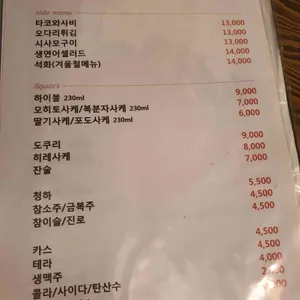 side menu
타코와사비 13,000
오다리튀김 13,000
시사모구이 13,000
생연어샐러드 14,000
석화(겨울철메뉴) 14,000
liquors
하이볼 230ml 9,000
모히토사케/복분자사케 230ml 7,000
딸기사케/포도사케 230ml 6,000
도쿠리 9,000
히레사케 8,000
잔술 7,000
청하 5,500
참소주/금복주 4,500
참이슬/진로 4,500
카스 4,500
테라 4,500
생맥주 4,000
콜라/사이다/탄산수